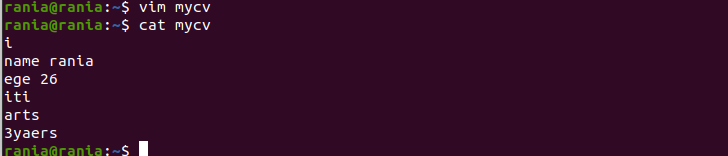 rania@rania:~$ vim mycv
rania@rania:~$ cat mycv
i
name rania
ege 26
iti
arts
3yaers
rania@rania:~$